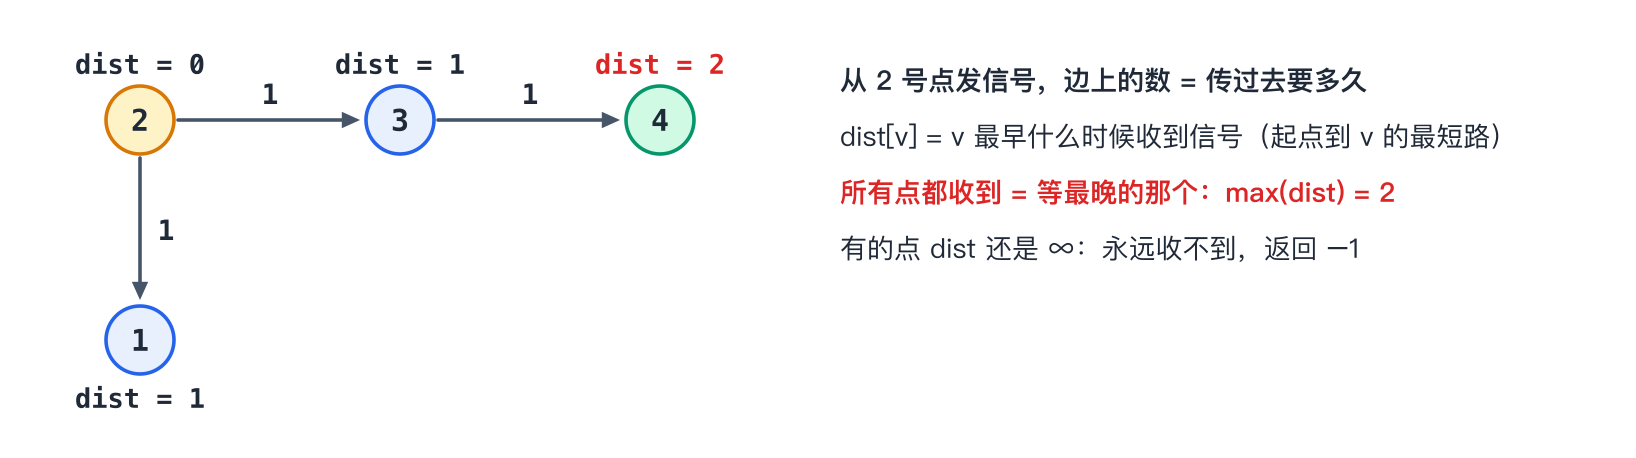 dist = 0
dist = 1
dist = 2
1
1
2
3
4
1
1
dist = 1
从 2 号点发信号，边上的数 = 传过去要多久
dist[v] = v 最早什么时候收到信号（起点到 v 的最短路）
所有点都收到 = 等最晚的那个：max(dist) = 2
有的点 dist 还是 ∞：永远收不到，返回 −1